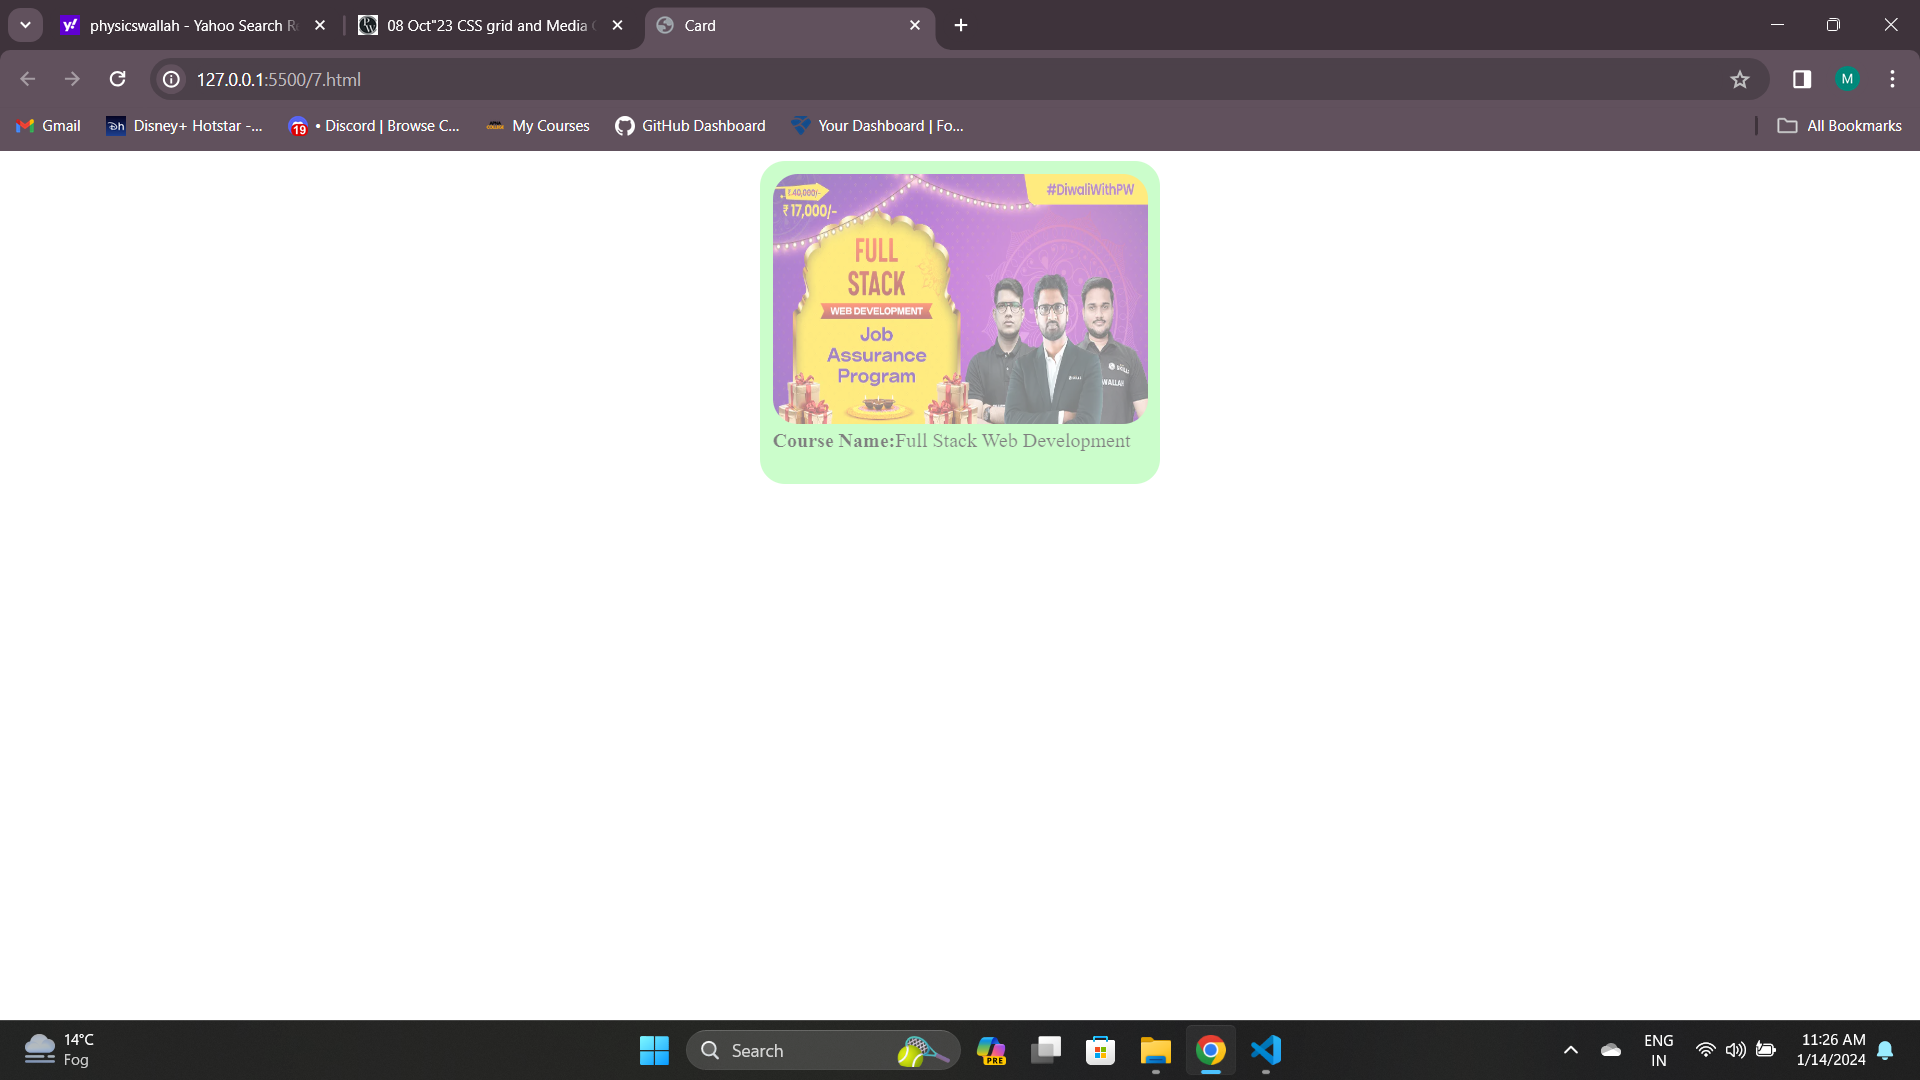 physicswallah - Yahoo Search R
08 Oct"23 CSS grid and Media
Card
127.0.0.1:5500/7.html
M
Gmail
Disney+ Hotstar -...
19
• Discord | Browse C...
My Courses
GitHub Dashboard
Your Dashboard | Fo...
All Bookmarks
₹ 40,000/-
₹ 17,000/-
#DiwaliWithPW
FULL
STACK
WEB DEVELOPMENT
Job
Assurance
Program
WALLAH
Course Name:Full Stack Web Development
14°C
Fog
Search
PRE
ENG
IN
11:26 AM
1/14/2024